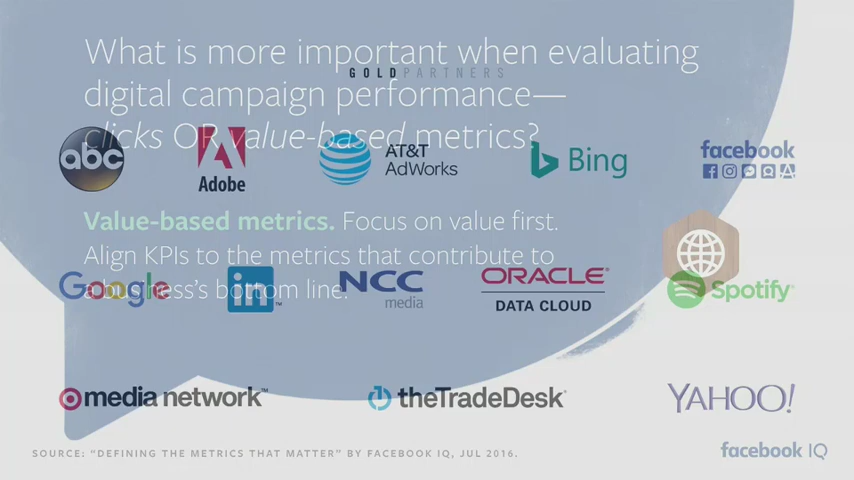 What is more important when evaluating
GOLDPARTNERS
digital campaign performance—
clicks OR value-based metrics?
abc
Adobe
AT&T
AdWorks
Bing
facebook
Value-based metrics. Focus on value first.
Align KPIs to the metrics that contribute to
a business's bottom line.
Google
in
NCC
media
ORACLE
DATA CLOUD
Spotify
media network™
theTradeDesk
YAHOO!
SOURCE: "DEFINING THE METRICS THAT MATTER" BY FACEBOOK IQ, JUL 2016.
facebook IQ